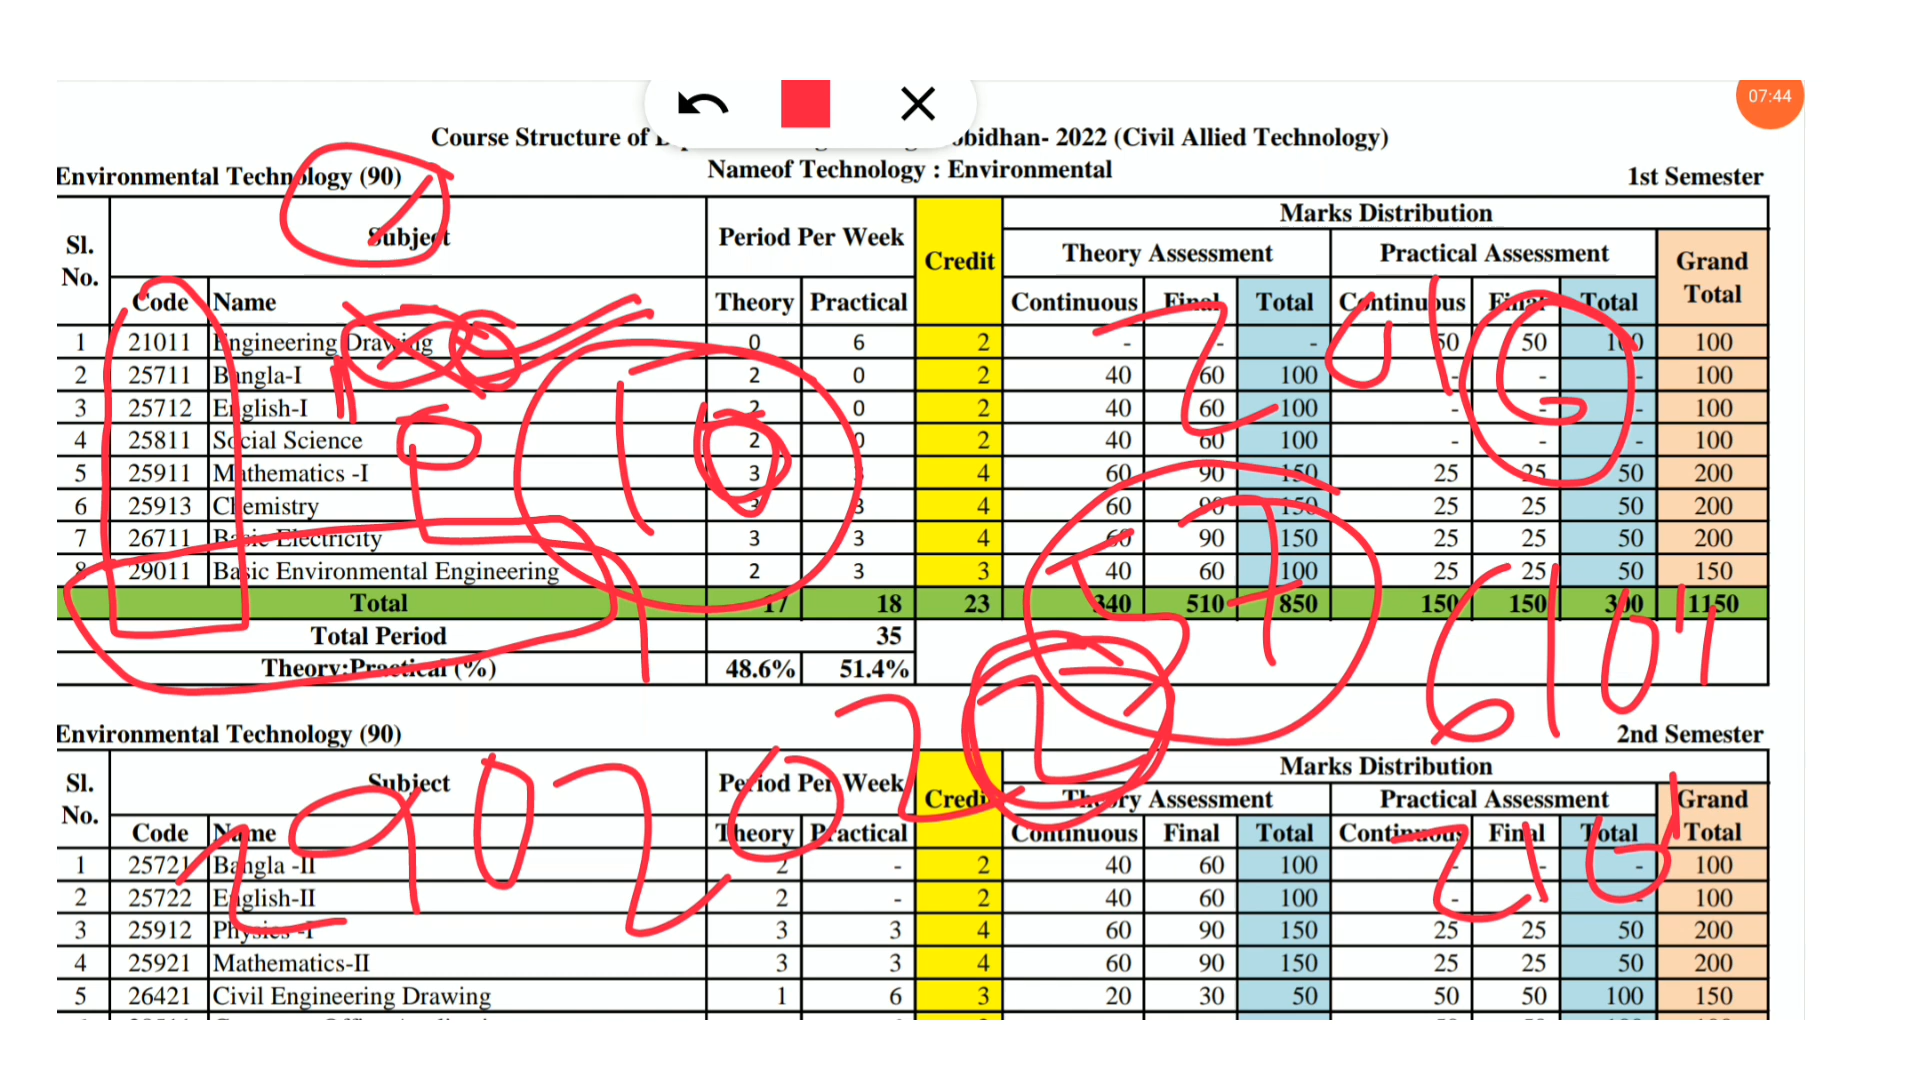 07:44
Course Structure of obidhan- 2022 (Civil Allied Technology)
Environmental Technology (90) Nameof Technology : Environmental 1st Semester
Sl. No. Subject Period Per Week Credit Marks Distribution
Theory Assessment Practical Assessment Grand Total
Code Name Theory Practical Continuous Final Total Continuous Final Total
1 21011 Engineering Drawing 0 6 2 - - - 50 50 100 100
2 25711 Bangla-I 2 0 2 40 60 100 - - - 100
3 25712 English-I 2 0 2 40 60 100 - - - 100
4 25811 Social Science 2 0 2 40 60 100 - - - 100
5 25911 Mathematics -I 3 3 4 60 90 150 25 25 50 200
6 25913 Chemistry 3 3 4 60 90 150 25 25 50 200
7 26711 Basic Electricity 3 3 4 60 90 150 25 25 50 200
8 29011 Basic Environmental Engineering 2 3 3 40 60 100 25 25 50 150
Total 17 18 23 340 510 850 150 150 300 1150
Total Period 35
Theory:Practical (%) 48.6% 51.4%
Environmental Technology (90) 2nd Semester
Sl. No. Subject Period Per Week Credit Marks Distribution
Theory Assessment Practical Assessment Grand Total
Code Name Theory Practical Continuous Final Total Continuous Final Total
1 25721 Bangla -II 2 - 2 40 60 100 - - - 100
2 25722 English-II 2 - 2 40 60 100 - - - 100
3 25912 Physics -I 3 3 4 60 90 150 25 25 50 200
4 25921 Mathematics-II 3 3 4 60 90 150 25 25 50 200
5 26421 Civil Engineering Drawing 1 6 3 20 30 50 50 50 100 150